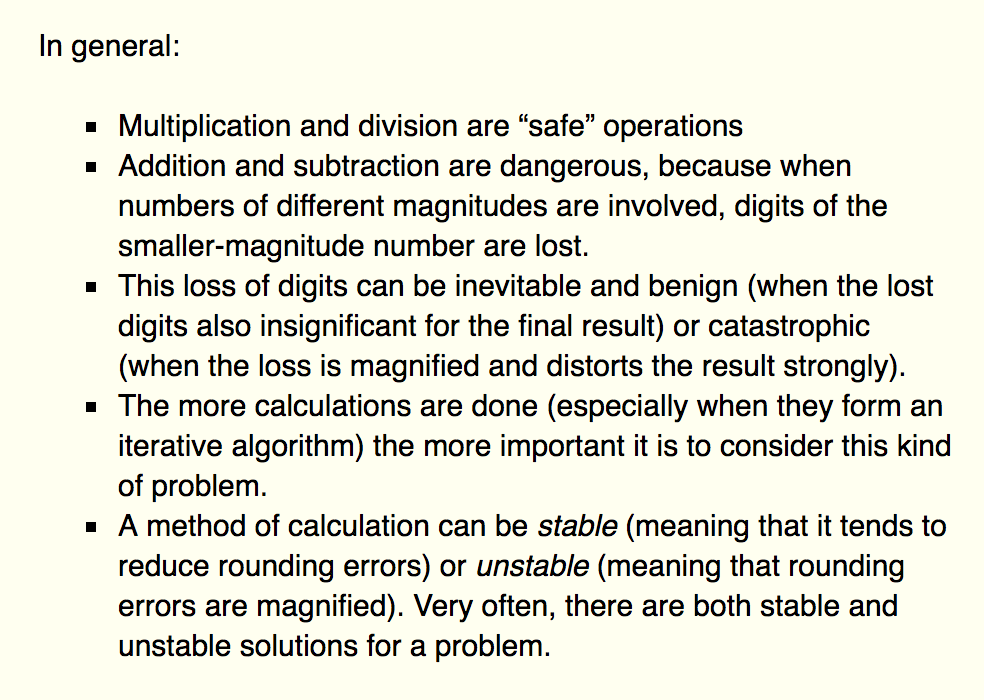 In general:
▪ Multiplication and division are “safe” operations
▪ Addition and subtraction are dangerous, because when
numbers of different magnitudes are involved, digits of the
smaller-magnitude number are lost.
▪ This loss of digits can be inevitable and benign (when the lost
digits also insignificant for the final result) or catastrophic
(when the loss is magnified and distorts the result strongly).
▪ The more calculations are done (especially when they form an
iterative algorithm) the more important it is to consider this kind
of problem.
▪ A method of calculation can be stable (meaning that it tends to
reduce rounding errors) or unstable (meaning that rounding
errors are magnified). Very often, there are both stable and
unstable solutions for a problem.